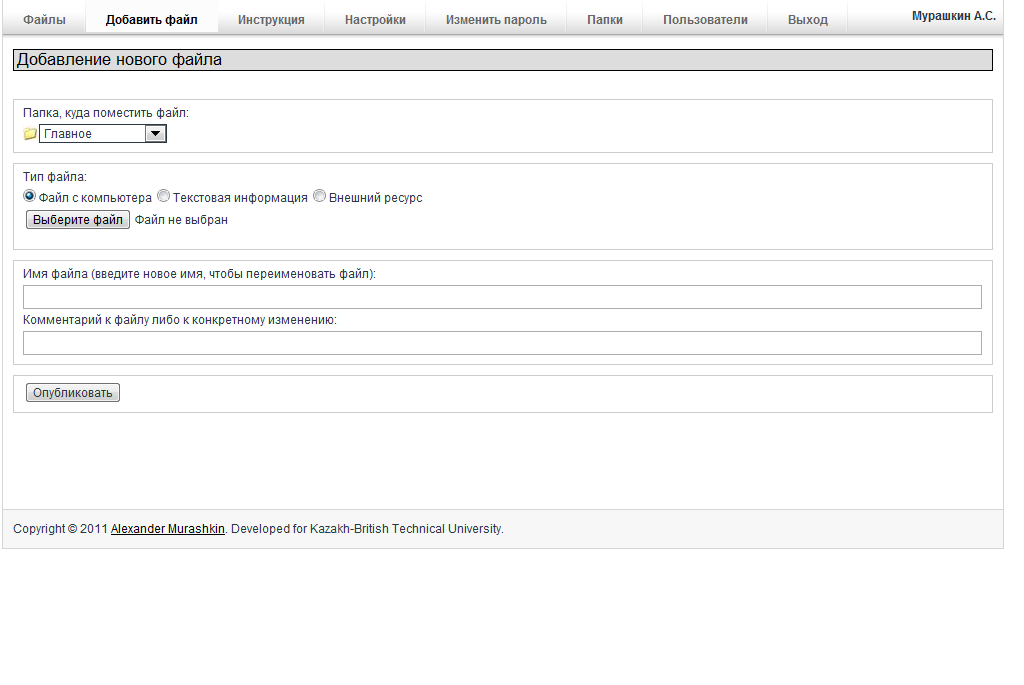 Файлы Добавить файл Инструкция Настройки Изменить пароль Папки Пользователи Выход Мурашкин А.С.
Добавление нового файла
Папка, куда поместить файл:
Главное
Тип файла:
Файл с компьютера Текстовая информация Внешний ресурс
Выберите файл Файл не выбран
Имя файла (введите новое имя, чтобы переименовать файл):
Комментарий к файлу либо к конкретному изменению:
Опубликовать
Copyright © 2011 Alexander Murashkin. Developed for Kazakh-British Technical University.